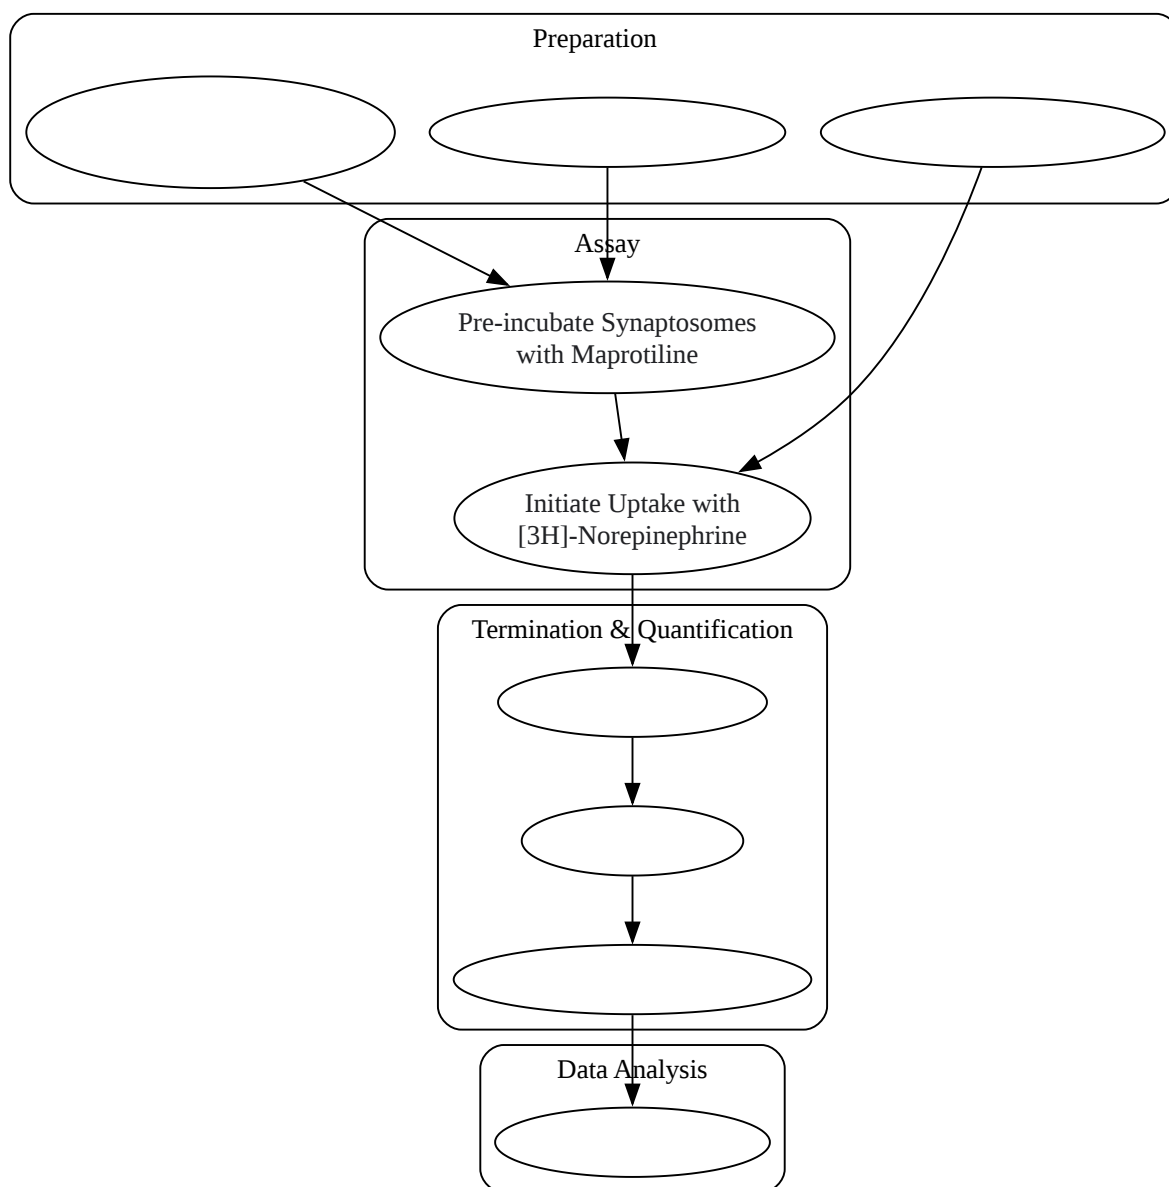 Preparation
Assay
Pre-incubate Synaptosomes
with Maprotiline
Initiate Uptake with
[3H]-Norepinephrine
Termination & Quantification
Data Analysis